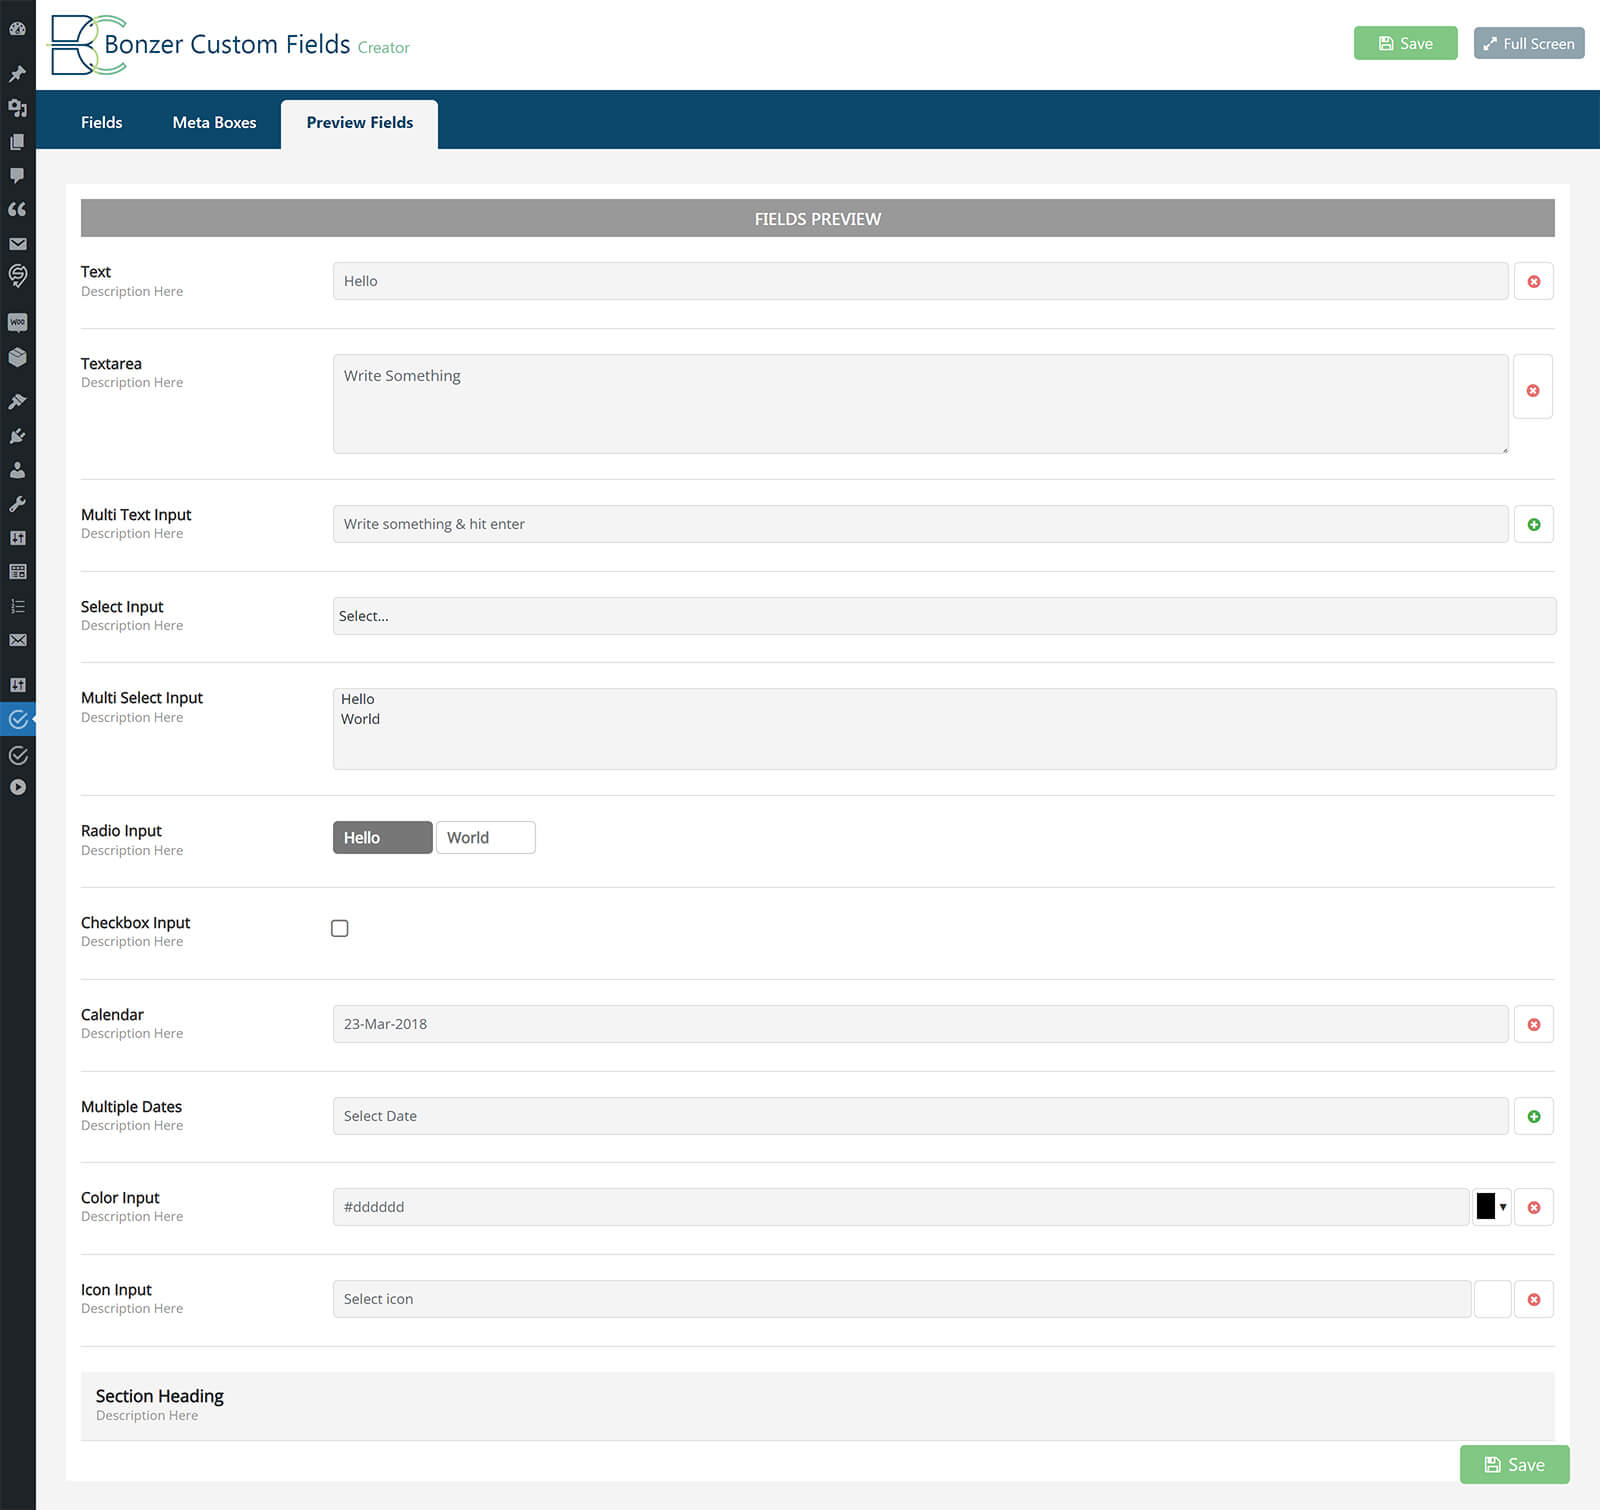 Bonzer Custom Fields Creator
Save
Full Screen
Fields
Meta Boxes
Preview Fields
FIELDS PREVIEW
Text
Description Here
Hello
Textarea
Description Here
Write Something
Multi Text Input
Description Here
Write something & hit enter
Select Input
Description Here
Select...
Multi Select Input
Description Here
Hello
World
Radio Input
Description Here
Hello
World
Checkbox Input
Description Here
Calendar
Description Here
23-Mar-2018
Multiple Dates
Description Here
Select Date
Color Input
Description Here
#dddddd
Icon Input
Description Here
Select icon
Section Heading
Description Here
Save